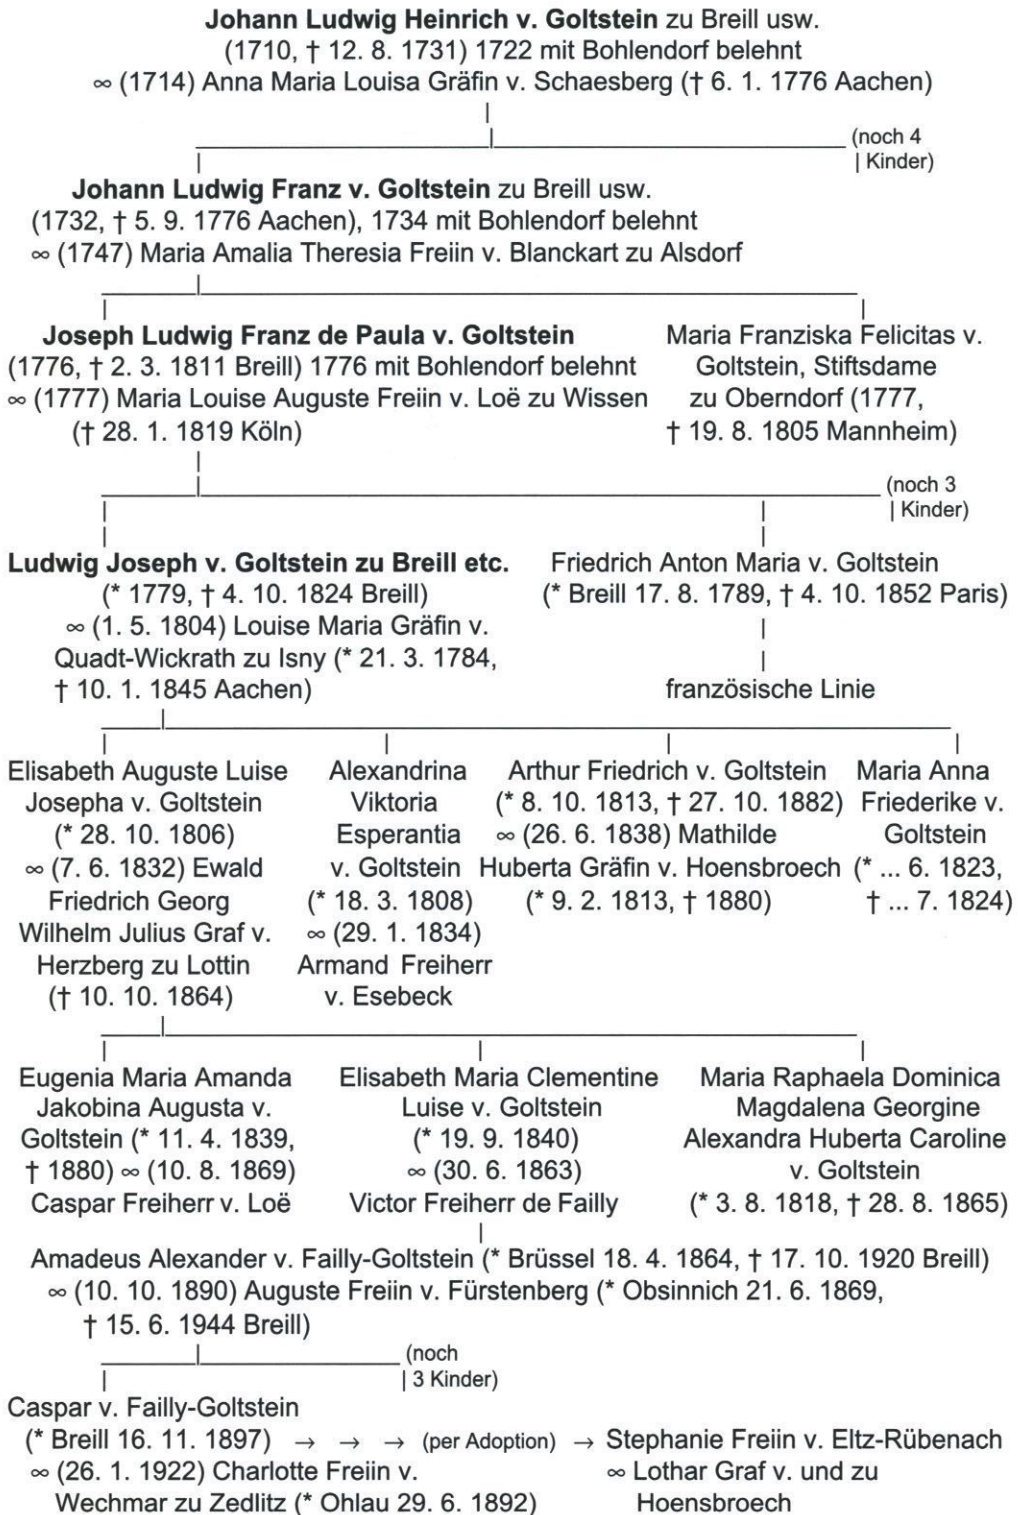 Johann Ludwig Heinrich v. Goltstein zu Breill usw.
(1710, † 12. 8. 1731) 1722 mit Bohlendorf belehnt
∞ (1714) Anna Maria Louisa Gräfin v. Schaesberg († 6. 1. 1776 Aachen)
(noch 4
Kinder)
Johann Ludwig Franz v. Goltstein zu Breill usw.
(1732, † 5. 9. 1776 Aachen), 1734 mit Bohlendorf belehnt
∞ (1747) Maria Amalia Theresia Freiin v. Blanckart zu Alsdorf
Joseph Ludwig Franz de Paula v. Goltstein
(1776, † 2. 3. 1811 Breill) 1776 mit Bohlendorf belehnt
∞ (1777) Maria Louise Auguste Freiin v. Loë zu Wissen
(† 28. 1. 1819 Köln)
Maria Franziska Felicitas v.
Goltstein, Stiftsdame
zu Oberndorf (1777,
† 19. 8. 1805 Mannheim)
(noch 3
Kinder)
Ludwig Joseph v. Goltstein zu Breill etc.
(* 1779, † 4. 10. 1824 Breill)
∞ (1. 5. 1804) Louise Maria Gräfin v.
Quadt-Wickrath zu Isny (* 21. 3. 1784,
† 10. 1. 1845 Aachen)
Friedrich Anton Maria v. Goltstein
(* Breill 17. 8. 1789, † 4. 10. 1852 Paris)
französische Linie
Elisabeth Auguste Luise
Josepha v. Goltstein
(* 28. 10. 1806)
∞ (7. 6. 1832) Ewald
Friedrich Georg
Wilhelm Julius Graf v.
Herzberg zu Lottin
(† 10. 10. 1864)
Alexandrina
Viktoria
Esperantia
v. Goltstein
(* 18. 3. 1808)
∞ (29. 1. 1834)
Armand Freiherr
v. Esebeck
Arthur Friedrich v. Goltstein
(* 8. 10. 1813, † 27. 10. 1882)
∞ (26. 6. 1838) Mathilde
Huberta Gräfin v. Hoensbroech
(* 9. 2. 1813, † 1880)
Maria Anna
Friederike v.
Goltstein
(* ... 6. 1823,
† ... 7. 1824)
Eugenia Maria Amanda
Jakobina Augusta v.
Goltstein (* 11. 4. 1839,
† 1880) ∞ (10. 8. 1869)
Caspar Freiherr v. Loë
Elisabeth Maria Clementine
Luise v. Goltstein
(* 19. 9. 1840)
∞ (30. 6. 1863)
Victor Freiherr de Failly
Maria Raphaela Dominica
Magdalena Georgine
Alexandra Huberta Caroline
v. Goltstein
(* 3. 8. 1818, † 28. 8. 1865)
Amadeus Alexander v. Failly-Goltstein (* Brüssel 18. 4. 1864, † 17. 10. 1920 Breill)
∞ (10. 10. 1890) Auguste Freiin v. Fürstenberg (* Obsinnich 21. 6. 1869,
† 15. 6. 1944 Breill)
(noch
3 Kinder)
Caspar v. Failly-Goltstein
(* Breill 16. 11. 1897) → → → (per Adoption) → Stephanie Freiin v. Eltz-Rübenach
∞ (26. 1. 1922) Charlotte Freiin v.
Wechmar zu Zedlitz (* Ohlau 29. 6. 1892)
∞ Lothar Graf v. und zu
Hoensbroech